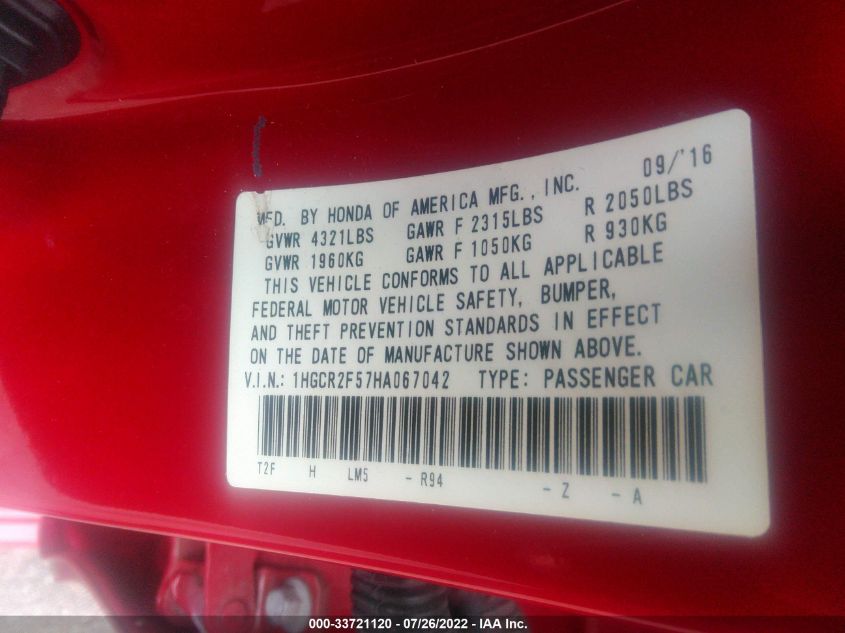 09/'16
MFD. BY HONDA OF AMERICA MFG., INC.
GVWR 4321LBS GAWR F 2315LBS R 2050LBS
GVWR 1960KG GAWR F 1050KG R 930KG
THIS VEHICLE CONFORMS TO ALL APPLICABLE
FEDERAL MOTOR VEHICLE SAFETY, BUMPER,
AND THEFT PREVENTION STANDARDS IN EFFECT
ON THE DATE OF MANUFACTURE SHOWN ABOVE.
V.I.N.: 1HGCR2F57HA067042 TYPE: PASSENGER CAR
T2F H LM5 - R94 - Z - A
000-33721120 - 07/26/2022 - IAA Inc.